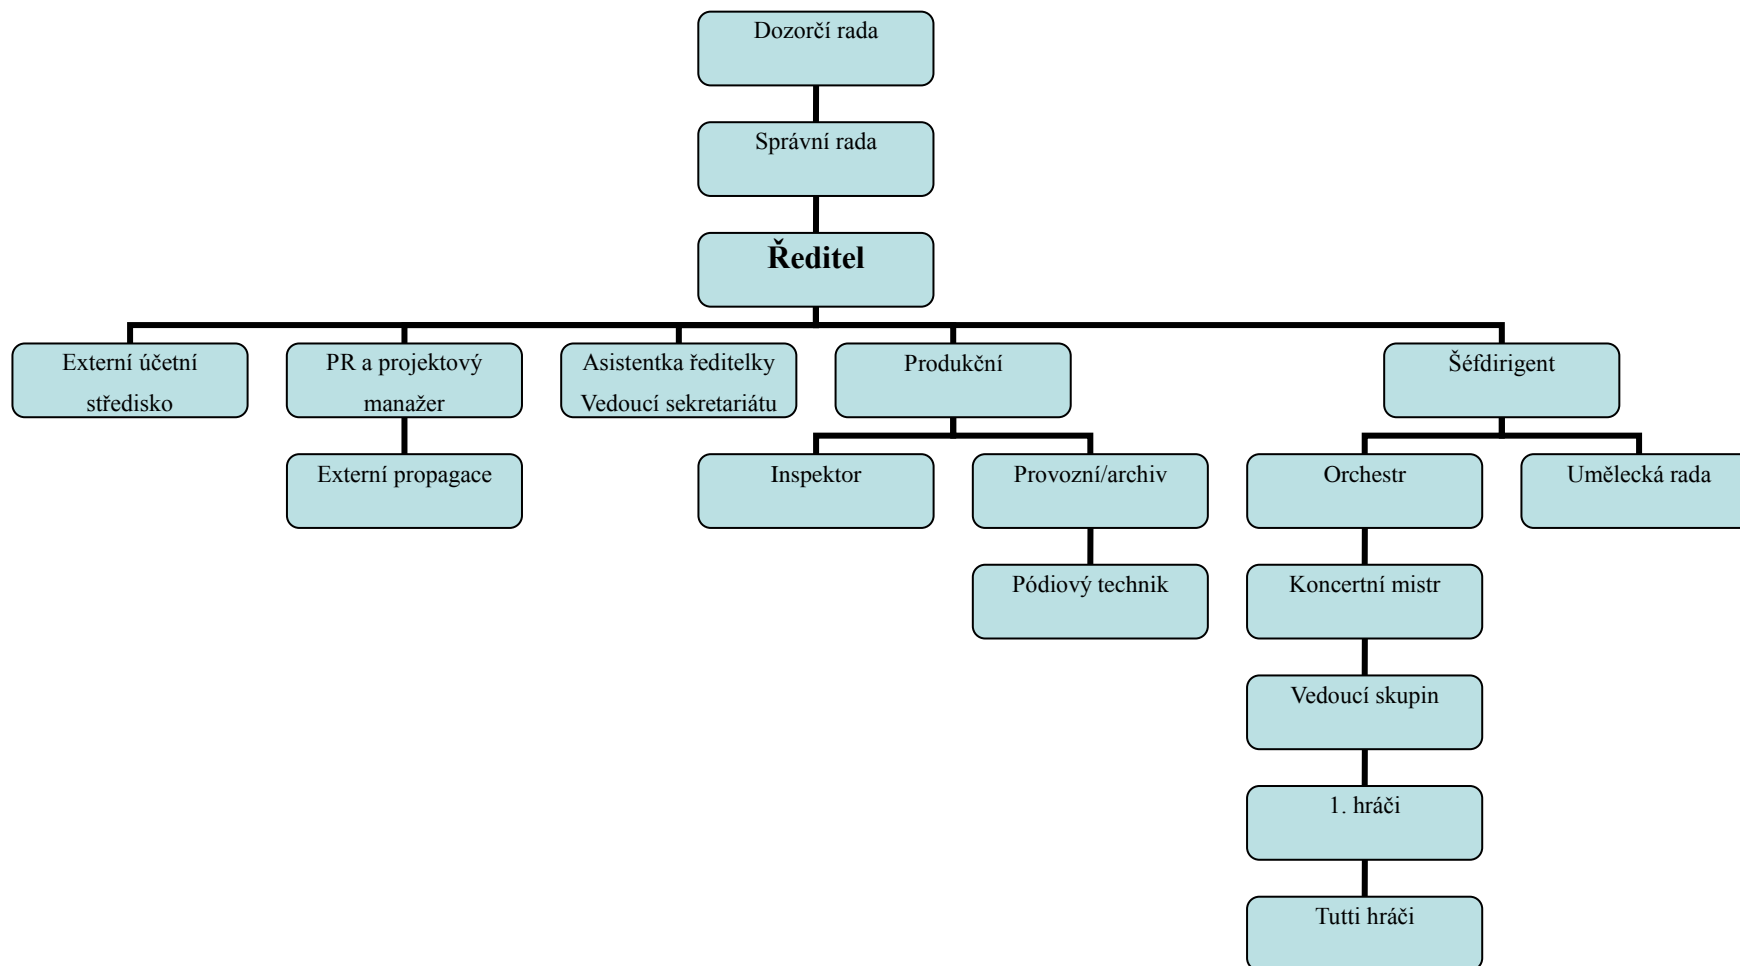 Dozorčí rada
Správní rada
Ředitel
Externí účetní
středisko
PR a projektový
manažer
Asistentka ředitelky
Vedoucí sekretariátu
Produkční
Šéfdirigent
Externí propagace
Inspektor
Provozní/archiv
Orchestr
Umělecká rada
Pódiový technik
Koncertní mistr
Vedoucí skupin
1. hráči
Tutti hráči